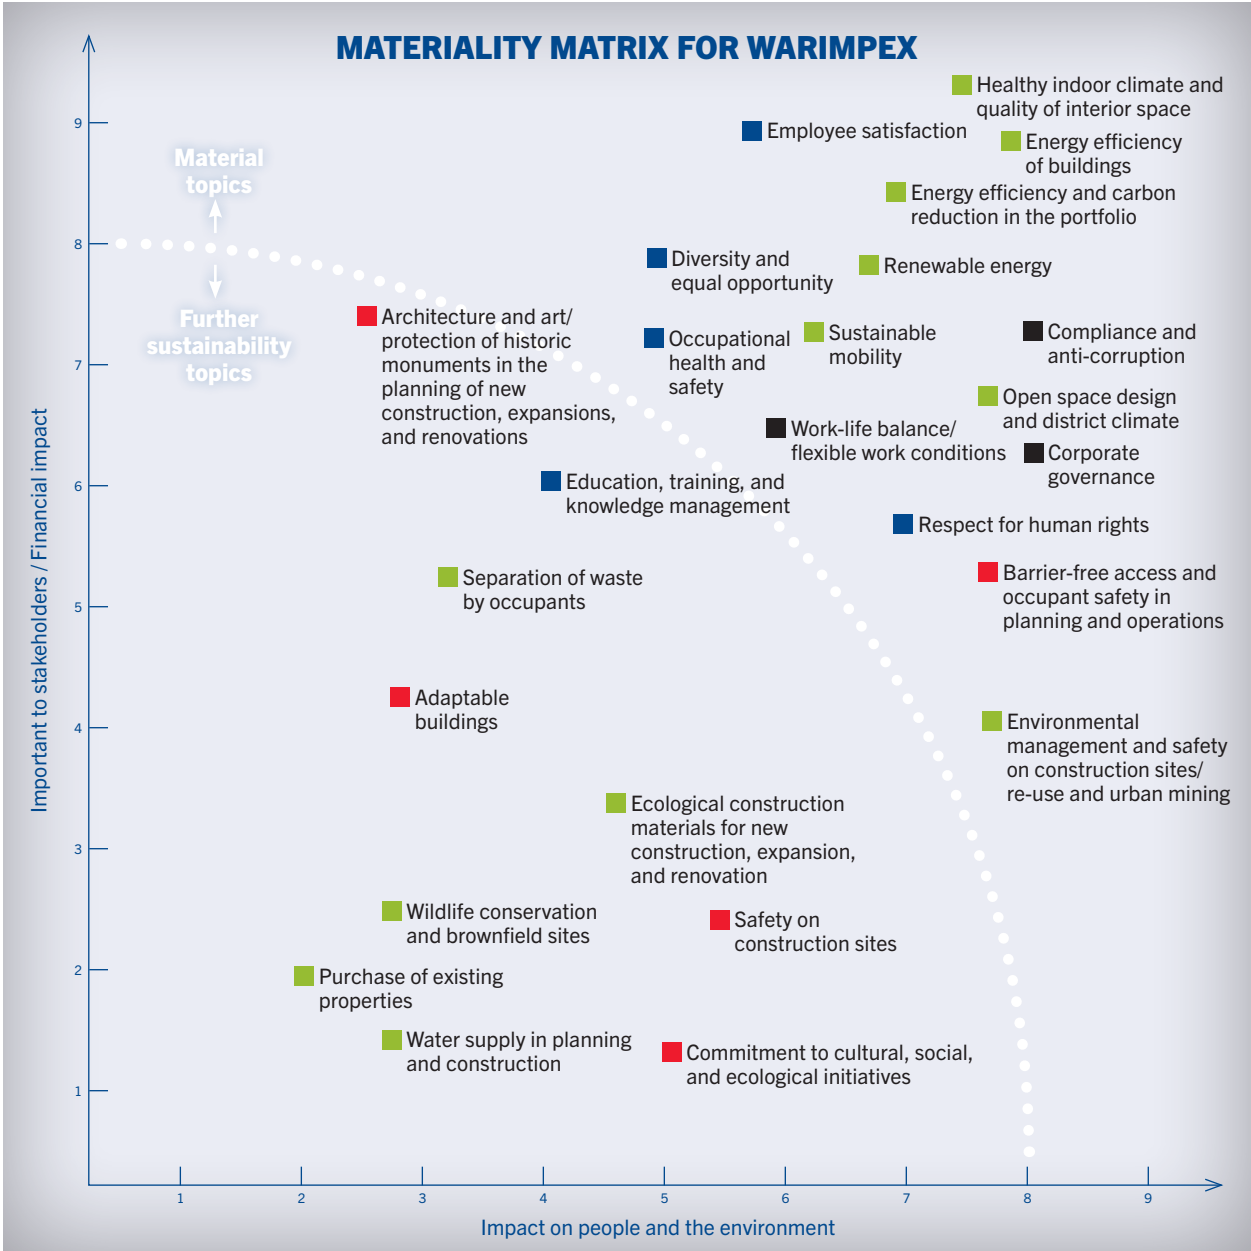 MATERIALITY MATRIX FOR WARIMPEX
Healthy indoor climate and
quality of interior space
Employee satisfaction
Energy efficiency
of buildings
Energy efficiency and carbon
reduction in the portfolio
Material
topics
Further
sustainability
topics
Diversity and
equal opportunity
Renewable energy
Architecture and art/
protection of historic
monuments in the
planning of new
construction, expansions,
and renovations
Occupational
health and
safety
Sustainable
mobility
Compliance and
anti-corruption
Open space design
and district climate
Work-life balance/
flexible work conditions
Corporate
governance
Education, training, and
knowledge management
Respect for human rights
Separation of waste
by occupants
Barrier-free access and
occupant safety in
planning and operations
Adaptable
buildings
Environmental
management and safety
on construction sites/
re-use and urban mining
Ecological construction
materials for new
construction, expansion,
and renovation
Wildlife conservation
and brownfield sites
Safety on
construction sites
Purchase of existing
properties
Water supply in planning
and construction
Commitment to cultural, social,
and ecological initiatives
Important to stakeholders / Financial impact
9
8
7
6
5
4
3
2
1
1 2 3 4 5 6 7 8 9
Impact on people and the environment